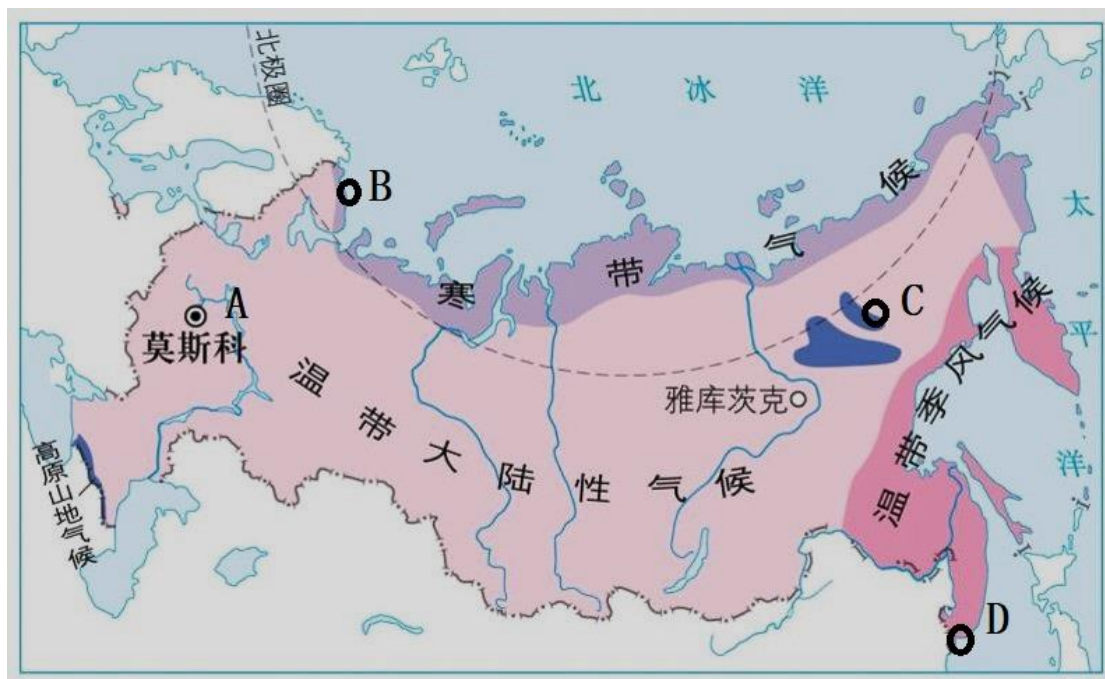 北极圈
北冰洋
B
太平洋
寒带气候
C
A
莫斯科
温带大陆性气候
雅库茨克
温带季风气候
高原山地气候
D